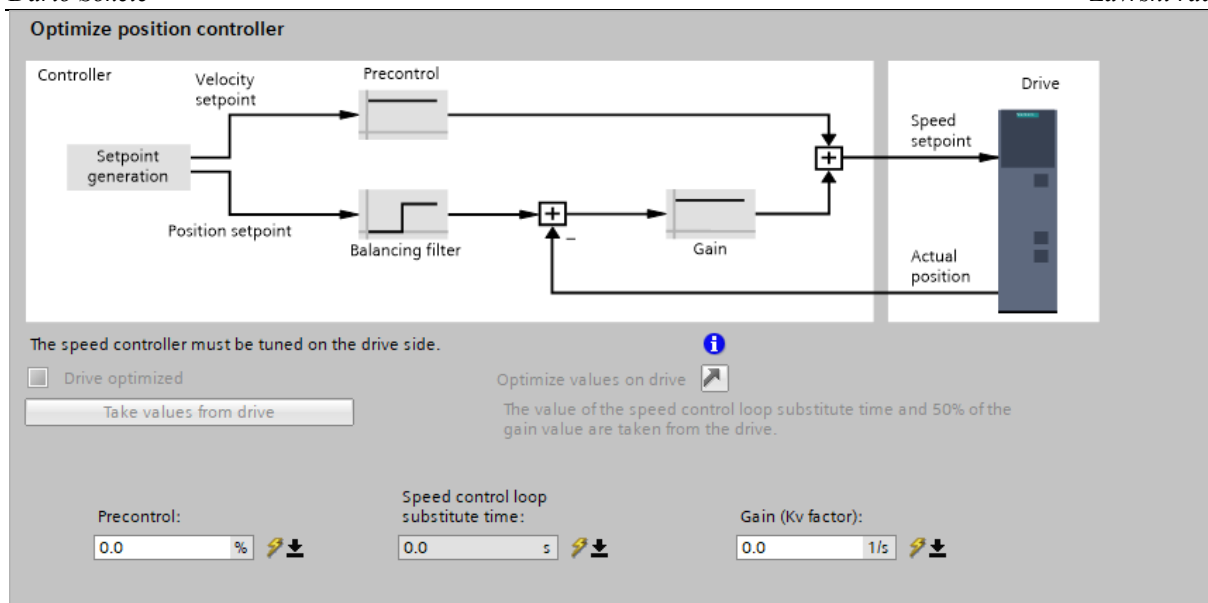 Optimize position controller
Controller
Velocity
setpoint
Precontrol
Drive
Setpoint
generation
Speed
setpoint
+
+
–
Position setpoint
Balancing filter
Gain
Actual
position
The speed controller must be tuned on the drive side.
i
Drive optimized
Optimize values on drive
Take values from drive
The value of the speed control loop substitute time and 50% of the
gain value are taken from the drive.
Precontrol:
Speed control loop
substitute time:
Gain (Kv factor):
0.0 %
0.0 s
0.0 1/s